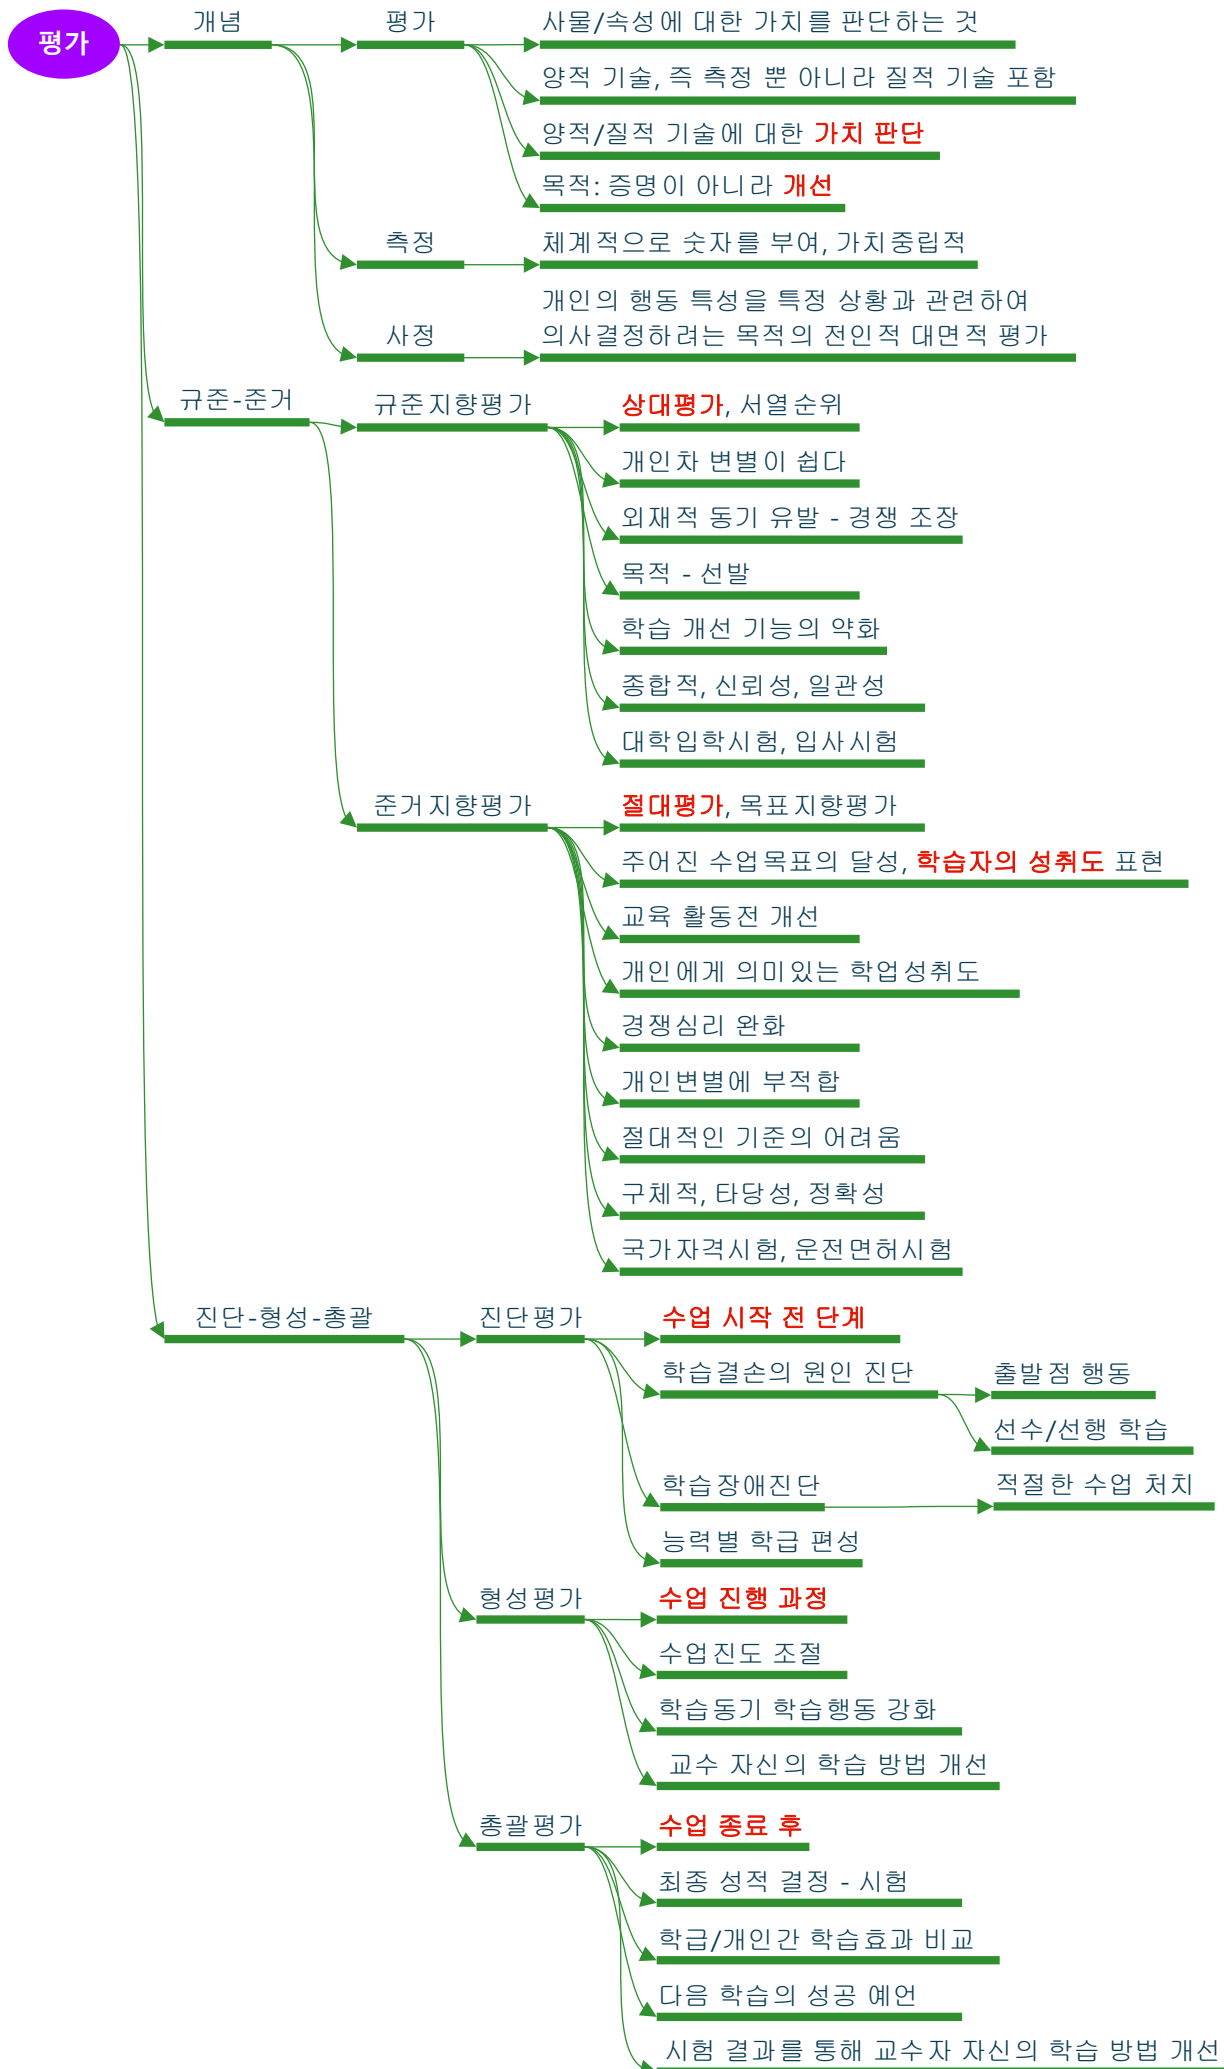 평가
개념
평가
사물/속성에 대한 가치를 판단하는 것
양적 기술, 즉 측정 뿐 아니라 질적 기술 포함
양적/질적 기술에 대한 가치 판단
목적: 증명이 아니라 개선
측정
체계적으로 숫자를 부여, 가치중립적
사정
개인의 행동 특성을 특정 상황과 관련하여
의사결정하려는 목적의 전인적 대면적 평가
규준-준거
규준지향평가
상대평가, 서열순위
개인차 변별이 쉽다
외재적 동기 유발 - 경쟁 조장
목적 - 선발
학습 개선 기능의 약화
종합적, 신뢰성, 일관성
대학입학시험, 입사시험
준거지향평가
절대평가, 목표지향평가
주어진 수업목표의 달성, 학습자의 성취도 표현
교육 활동전 개선
개인에게 의미있는 학업성취도
경쟁심리 완화
개인변별에 부적합
절대적인 기준의 어려움
구체적, 타당성, 정확성
국가자격시험, 운전면허시험
진단-형성-총괄
진단평가
수업 시작 전 단계
학습결손의 원인 진단
출발점 행동
선수/선행 학습
학습장애진단
적절한 수업 처치
능력별 학급 편성
형성평가
수업 진행 과정
수업진도 조절
학습동기 학습행동 강화
교수 자신의 학습 방법 개선
총괄평가
수업 종료 후
최종 성적 결정 - 시험
학급/개인간 학습효과 비교
다음 학습의 성공 예언
시험 결과를 통해 교수자 자신의 학습 방법 개선